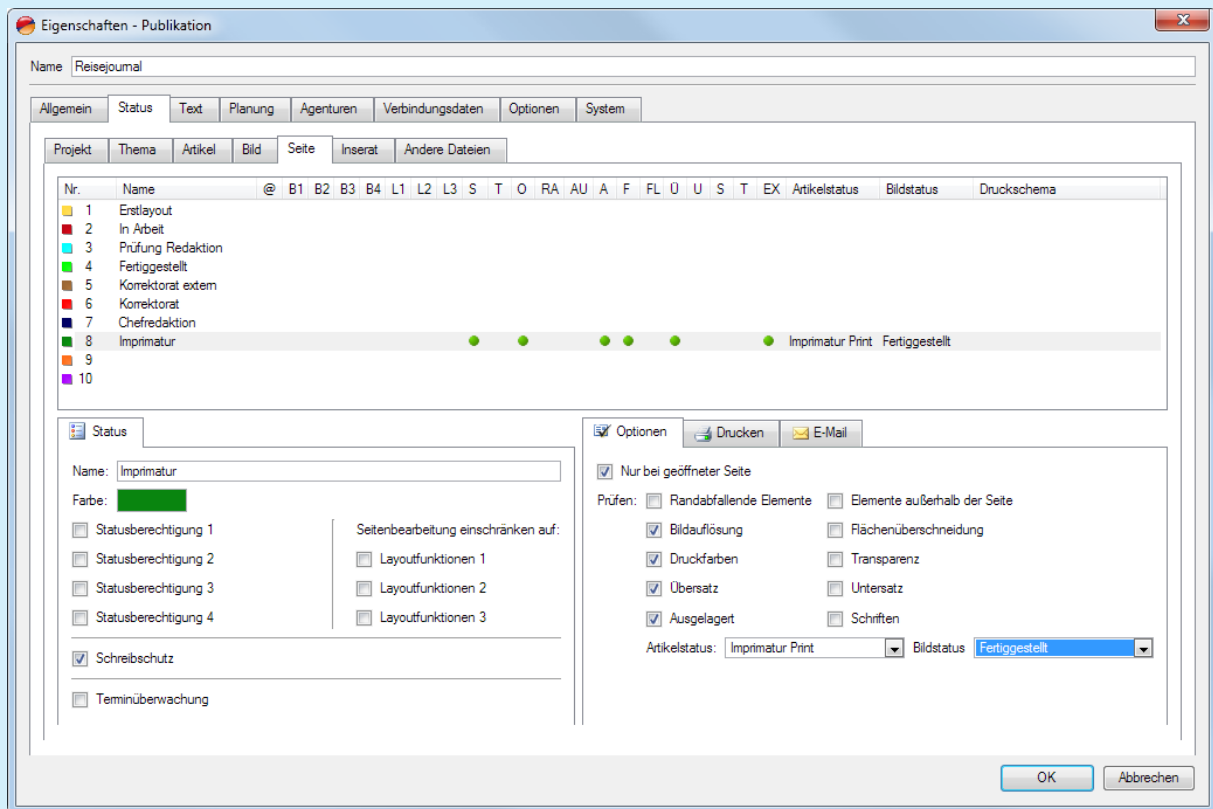 Eigenschaften - Publikation
Name Reisejournal
Allgemein Status Text Planung Agenturen Verbindungsdaten Optionen System
Projekt Thema Artikel Bild Seite Inserat Andere Dateien
Nr. Name @ B1 B2 B3 B4 L1 L2 L3 S T O RA AU A F FL Ü U S T EX Artikelstatus Bildstatus Druckschema
1 Erstlayout
2 In Arbeit
3 Prüfung Redaktion
4 Fertiggestellt
5 Korrektorat extern
6 Korrektorat
7 Chefredaktion
8 Imprimatur Imprimatur Print Fertiggestellt
9
10
Status
Name: Imprimatur
Farbe:
Statusberechtigung 1 Seitenbearbeitung einschränken auf:
Statusberechtigung 2 Layoutfunktionen 1
Statusberechtigung 3 Layoutfunktionen 2
Statusberechtigung 4 Layoutfunktionen 3
Schreibschutz
Terminüberwachung
Optionen Drucken E-Mail
Nur bei geöffneter Seite
Prüfen: Randabfallende Elemente Elemente außerhalb der Seite
Bildauflösung Flächenüberschneidung
Druckfarben Transparenz
Übersatz Untersatz
Ausgelagert Schriften
Artikelstatus: Imprimatur Print Bildstatus Fertiggestellt
OK Abbrechen